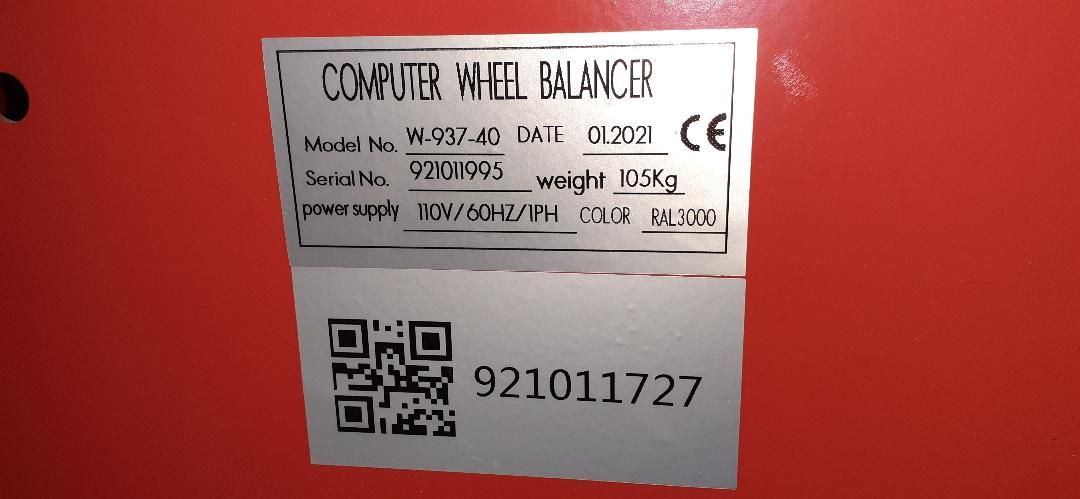 COMPUTER WHEEL BALANCER
Model No. W-937-40 DATE 01.2021 CE
Serial No. 921011995 weight 105Kg
power supply 110V/60HZ/1PH COLOR RAL3000
921011727